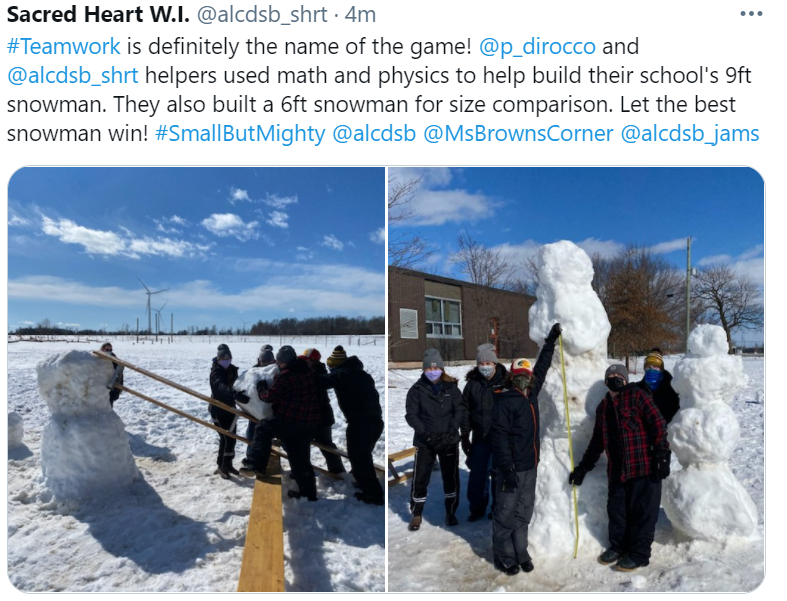 Sacred Heart W.I. @alcdsb_shrt · 4m
#Teamwork is definitely the name of the game! @p_dirocco and
@alcdsb_shrt helpers used math and physics to help build their school's 9ft
snowman. They also built a 6ft snowman for size comparison. Let the best
snowman win! #SmallButMighty @alcdsb @MsBrownsCorner @alcdsb_jams